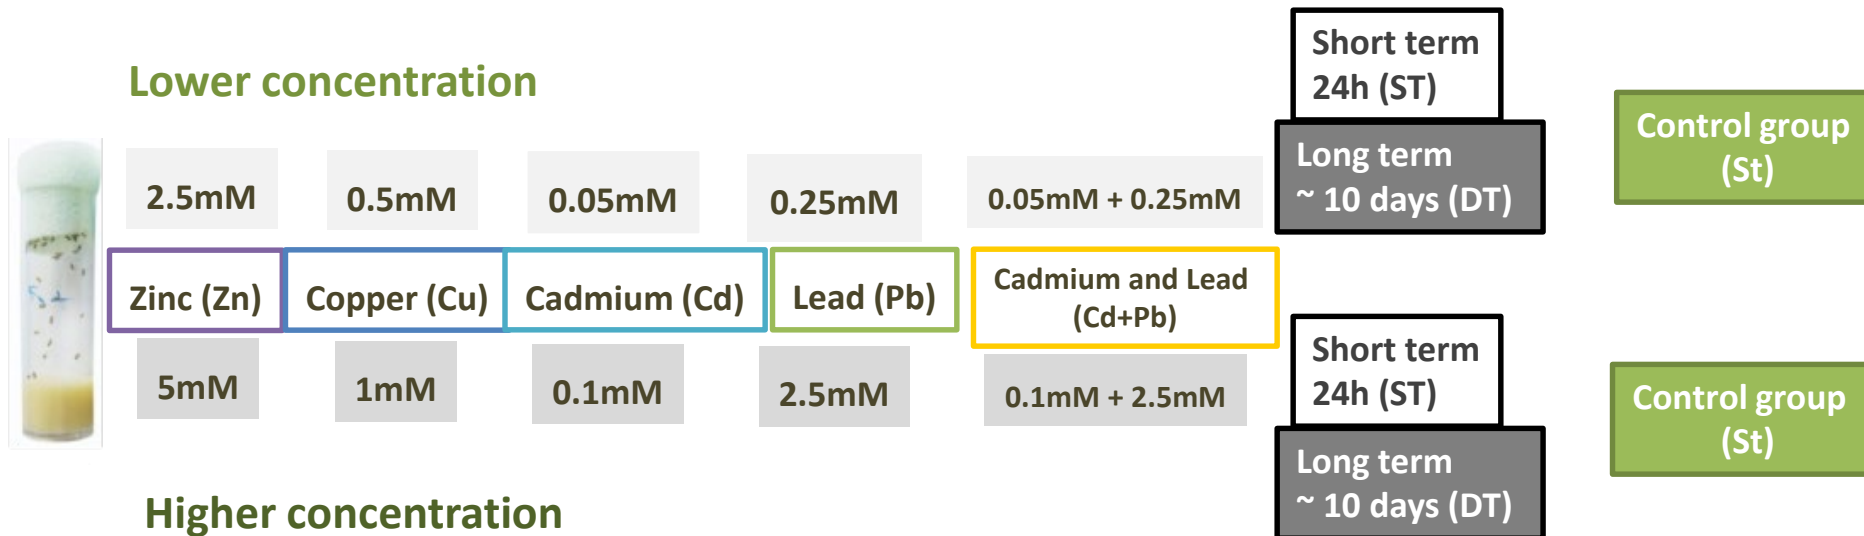 Lower concentration
Short term
24h (ST)
Long term
~ 10 days (DT)
Control group
(St)
2.5mM
0.5mM
0.05mM
0.25mM
0.05mM + 0.25mM
Zinc (Zn)
Copper (Cu)
Cadmium (Cd)
Lead (Pb)
Cadmium and Lead
(Cd+Pb)
5mM
1mM
0.1mM
2.5mM
0.1mM + 2.5mM
Short term
24h (ST)
Long term
~ 10 days (DT)
Control group
(St)
Higher concentration